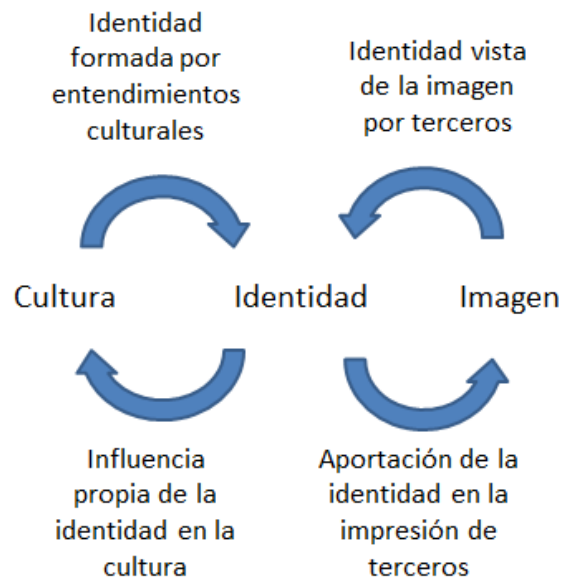 Identidad
formada por
entendimientos
culturales
Identidad vista
de la imagen
por terceros
Cultura
Identidad
Imagen
Influencia
propia de la
identidad en la
cultura
Aportación de la
identidad en la
impresión de
terceros